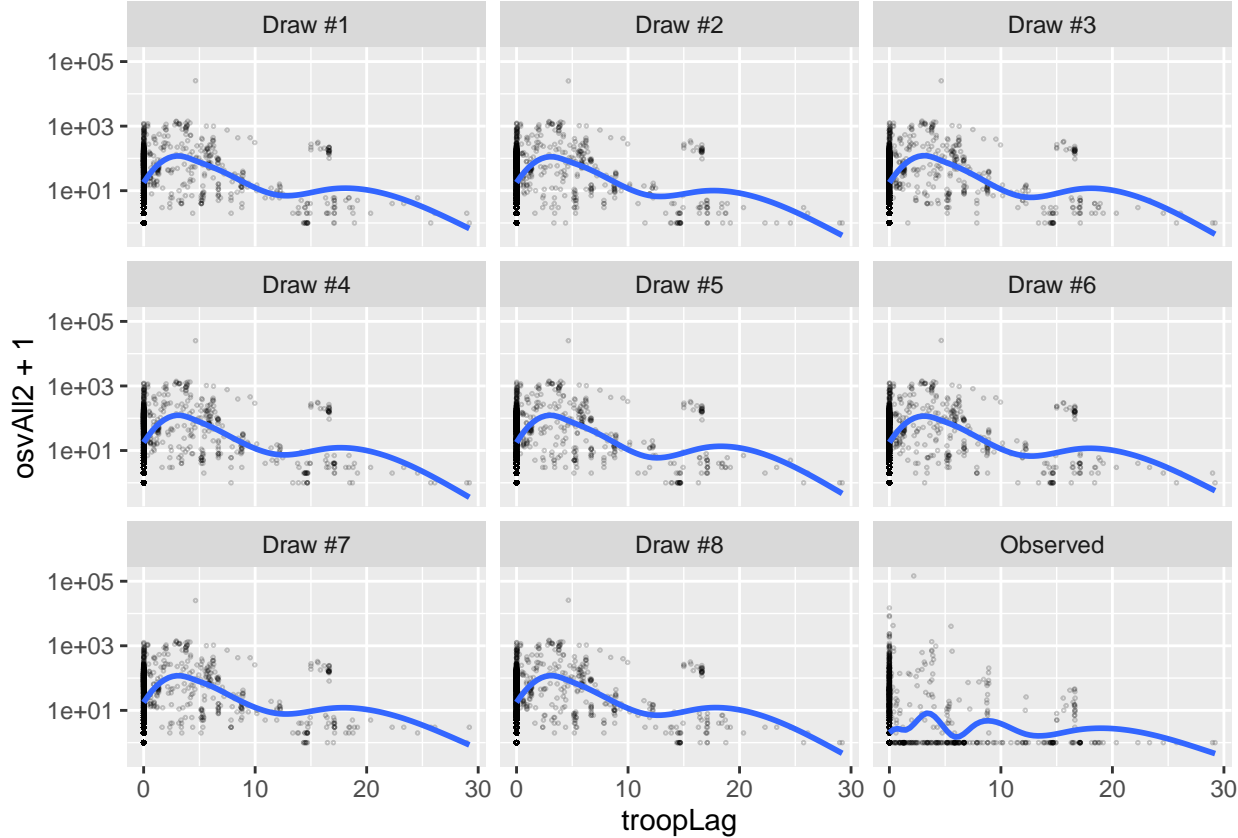 Draw #1 Draw #2 Draw #3
1e+05
1e+03
1e+01
Draw #4 Draw #5 Draw #6
1e+05
1e+03
1e+01
osvAll2 + 1
Draw #7 Draw #8 Observed
1e+05
1e+03
1e+01
0 10 20 30 0 10 20 30 0 10 20 30
troopLag